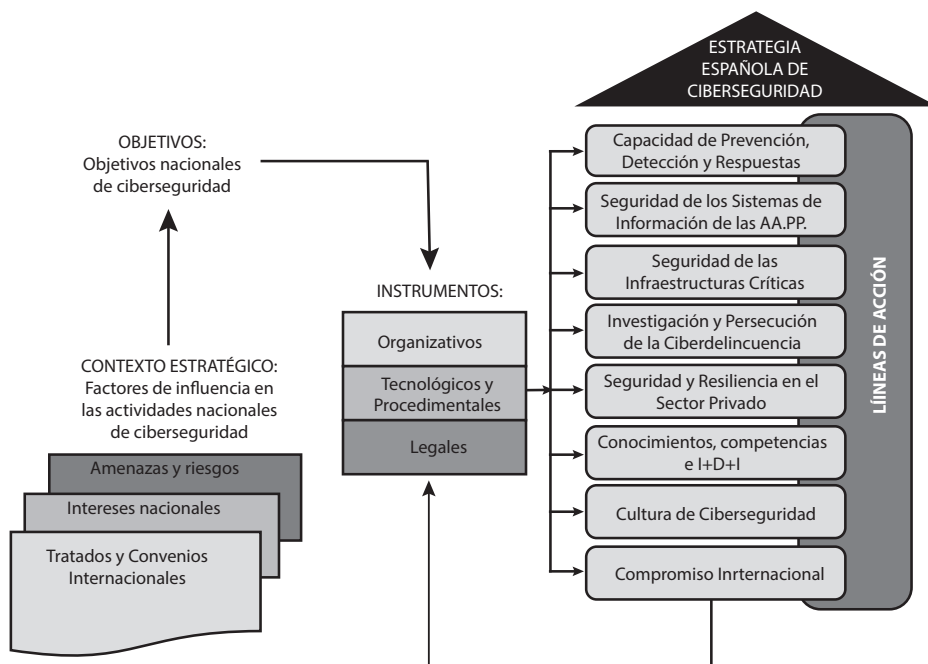 ESTRATEGIA
ESPAÑOLA DE
CIBERSEGURIDAD
OBJETIVOS:
Objetivos nacionales
de ciberseguridad
CONTEXTO ESTRATÉGICO:
Factores de influencia en
las actividades nacionales
de ciberseguridad
Amenazas y riesgos
Intereses nacionales
Tratados y Convenios
Internacionales
INSTRUMENTOS:
Organizativos
Tecnológicos y
Procedimentales
Legales
Capacidad de Prevención,
Detección y Respuestas
Seguridad de los Sistemas de
Información de las AA.PP.
Seguridad de las
Infraestructuras Críticas
Investigación y Persecución
de la Ciberdelincuencia
Seguridad y Resiliencia en el
Sector Privado
Conocimientos, competencias
e I+D+I
Cultura de Ciberseguridad
Compromiso Inrternacional
LÍINEAS DE ACCIÓN